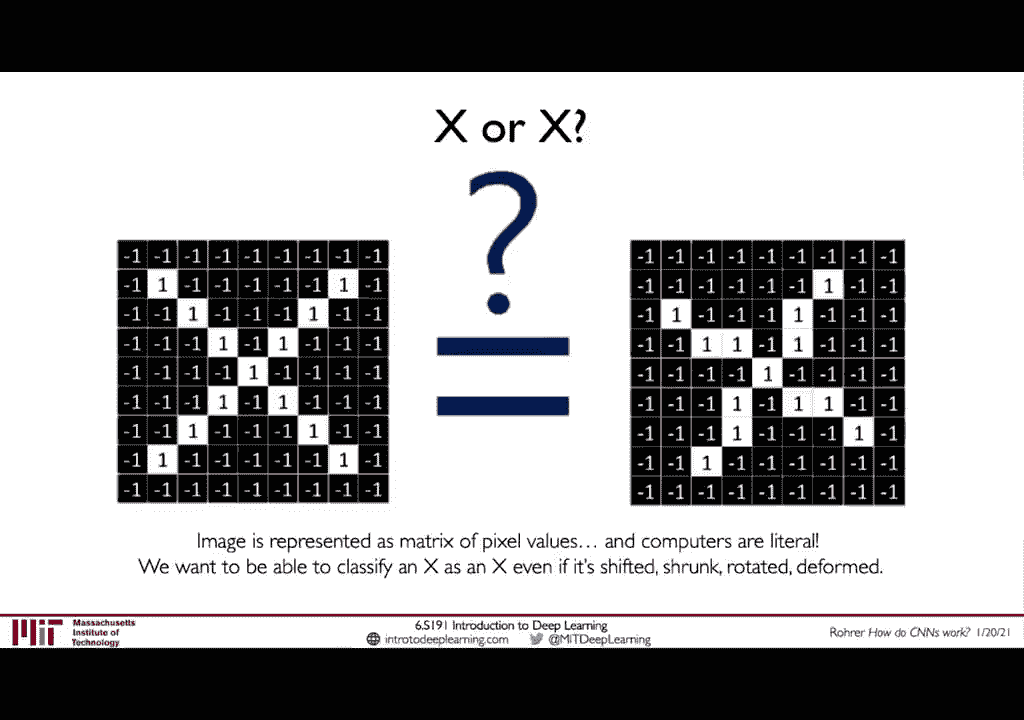 X or X?
?
-1 -1 -1 -1 -1 -1 -1 -1 -1
-1 1 -1 -1 -1 -1 -1 1 -1
-1 -1 1 -1 -1 -1 1 -1 -1
-1 -1 -1 1 -1 1 -1 -1 -1
-1 -1 -1 -1 1 -1 -1 -1 -1
-1 -1 -1 1 -1 1 -1 -1 -1
-1 -1 1 -1 -1 -1 1 -1 -1
-1 1 -1 -1 -1 -1 -1 1 -1
-1 -1 -1 -1 -1 -1 -1 -1 -1
=
-1 -1 -1 -1 -1 -1 -1 -1 -1
-1 -1 -1 -1 -1 -1 1 -1 -1
-1 1 -1 -1 -1 1 -1 -1 -1
-1 -1 1 1 -1 1 -1 -1 -1
-1 -1 -1 -1 1 -1 -1 -1 -1
-1 -1 -1 1 -1 1 1 -1 -1
-1 -1 -1 1 -1 -1 -1 1 -1
-1 -1 1 -1 -1 -1 -1 -1 -1
-1 -1 -1 -1 -1 -1 -1 -1 -1
Image is represented as matrix of pixel values… and computers are literal!
We want to be able to classify an X as an X even if it's shifted, shrunk, rotated, deformed.
Massachusetts
Institute of
Technology
6.S191 Introduction to Deep Learning
introtodeeplearning.com @MITDeepLearning
Rohrer How do CNNs work? 1/20/21